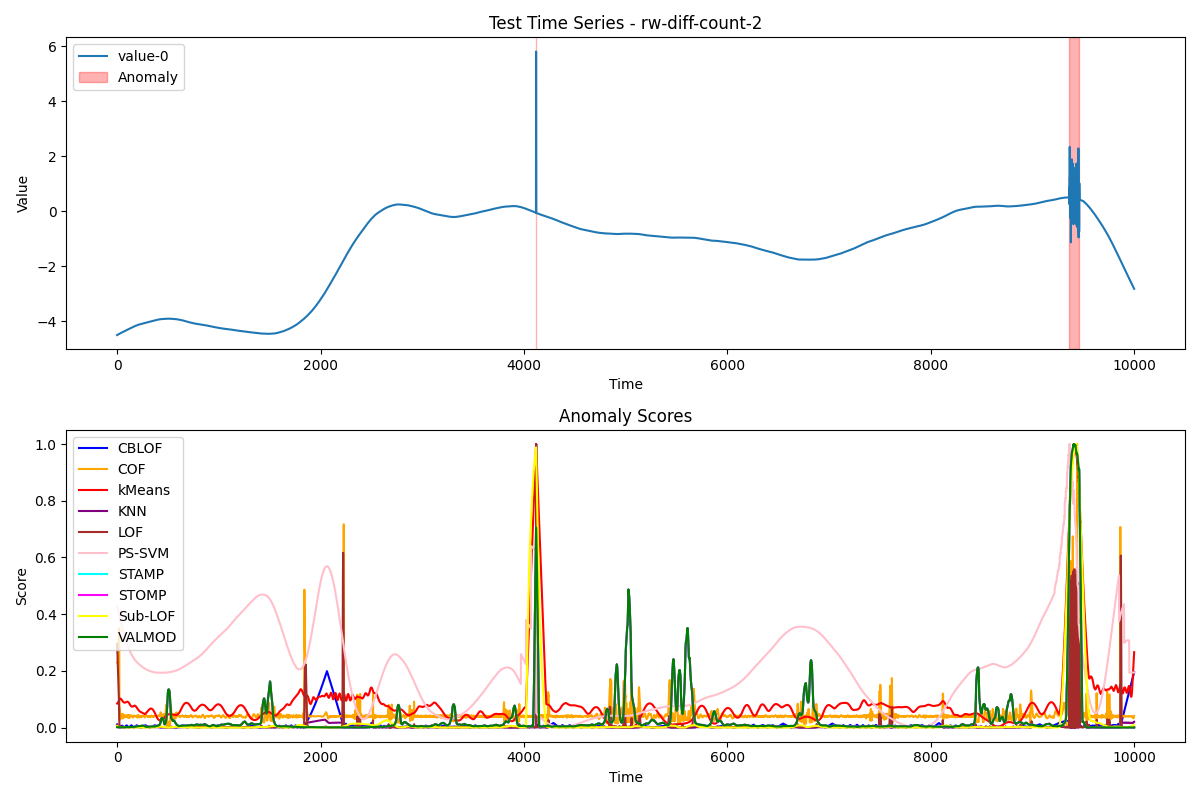 Test Time Series - rw-diff-count-2
value-0
Anomaly
Value
6
4
2
0
−2
−4
0 2000 4000 6000 8000 10000
Time
Anomaly Scores
CBLOF
COF
kMeans
KNN
LOF
PS-SVM
STAMP
STOMP
Sub-LOF
VALMOD
Score
1.0
0.8
0.6
0.4
0.2
0.0
0 2000 4000 6000 8000 10000
Time